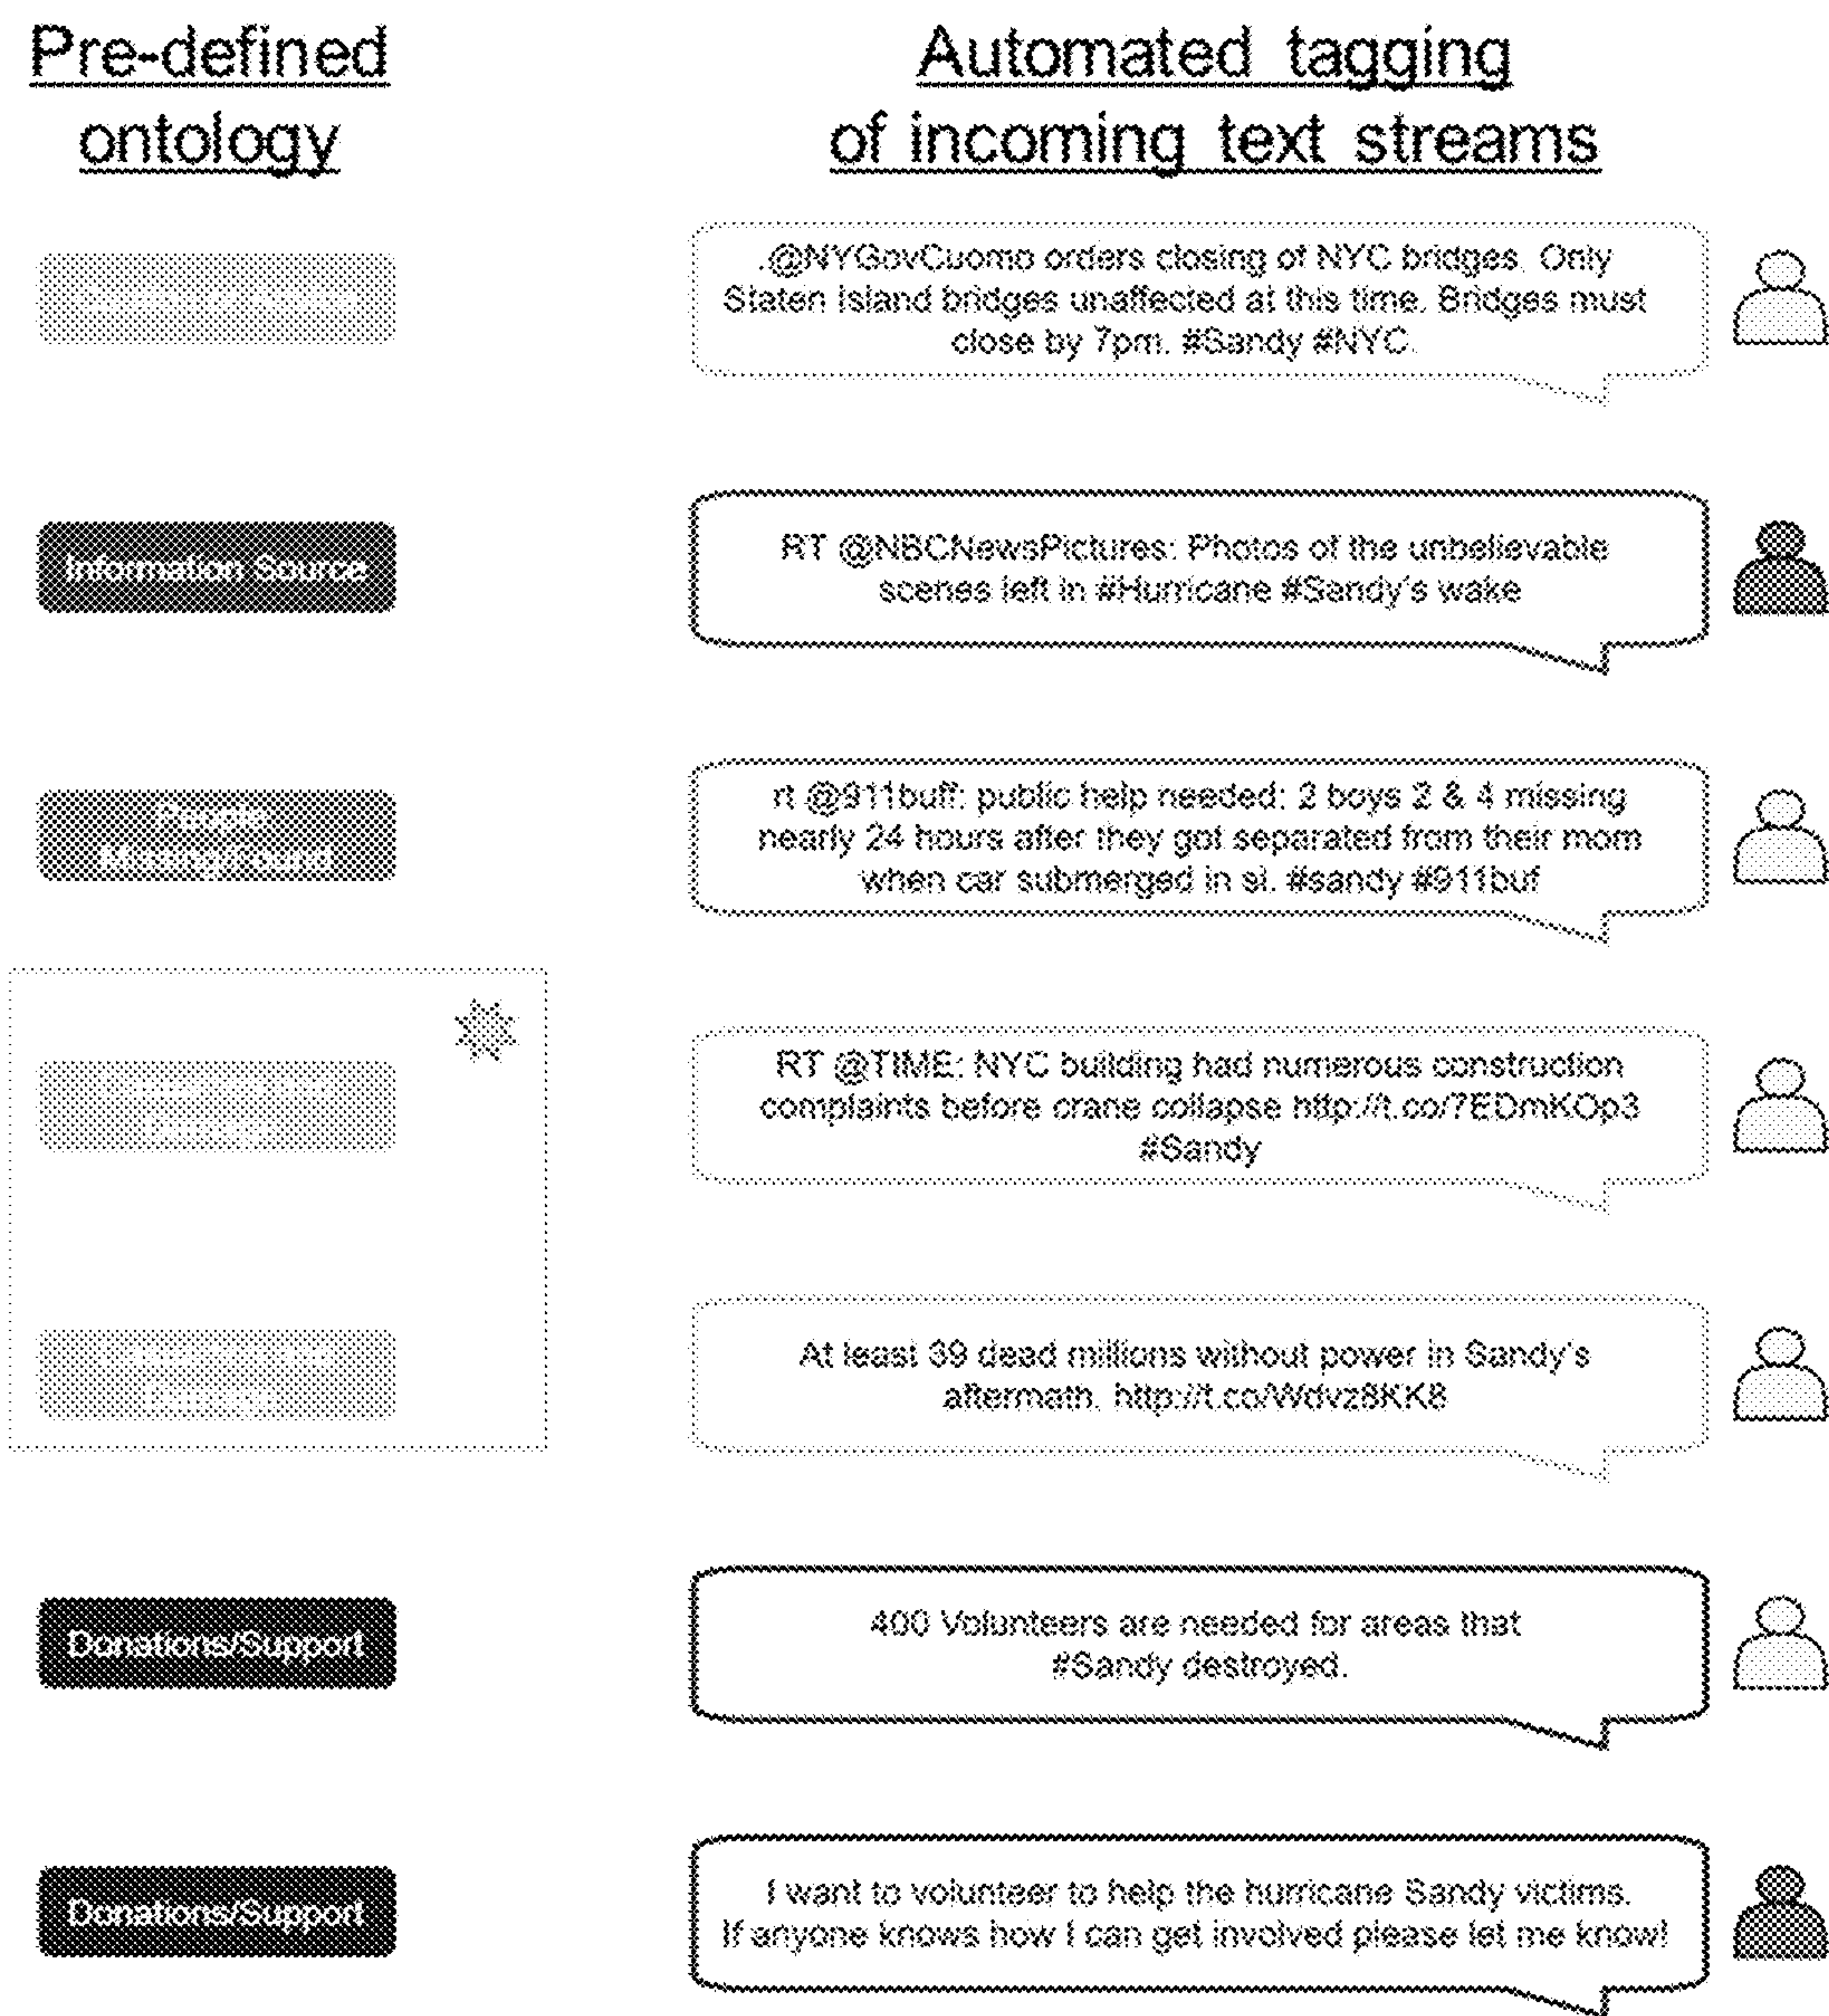 Pre-defined
ontology
Automated tagging
of incoming text streams
.@NYGovCuomo orders closing of NYC bridges. Only
Staten Island bridges unaffected at this time. Bridges must
close by 7pm. #Sandy #NYC.
Information Source
RT @NBCNewsPictures: Photos of the unbelievable
scenes left in #Hurricane #Sandy's wake
People
Missing/Found
rt @911buff: public help needed: 2 boys 2 & 4 missing
nearly 24 hours after they got separated from their mom
when car submerged in si. #sandy #911buf
RT @TIME: NYC building had numerous construction
complaints before crane collapse http://t.co/7EDmKOp3
#Sandy
At least 39 dead millions without power in Sandy's
aftermath. http://t.co/Wdvz8KK8
Donations/Support
400 Volunteers are needed for areas that
#Sandy destroyed.
Donations/Support
I want to volunteer to help the hurricane Sandy victims.
If anyone knows how I can get involved please let me know!